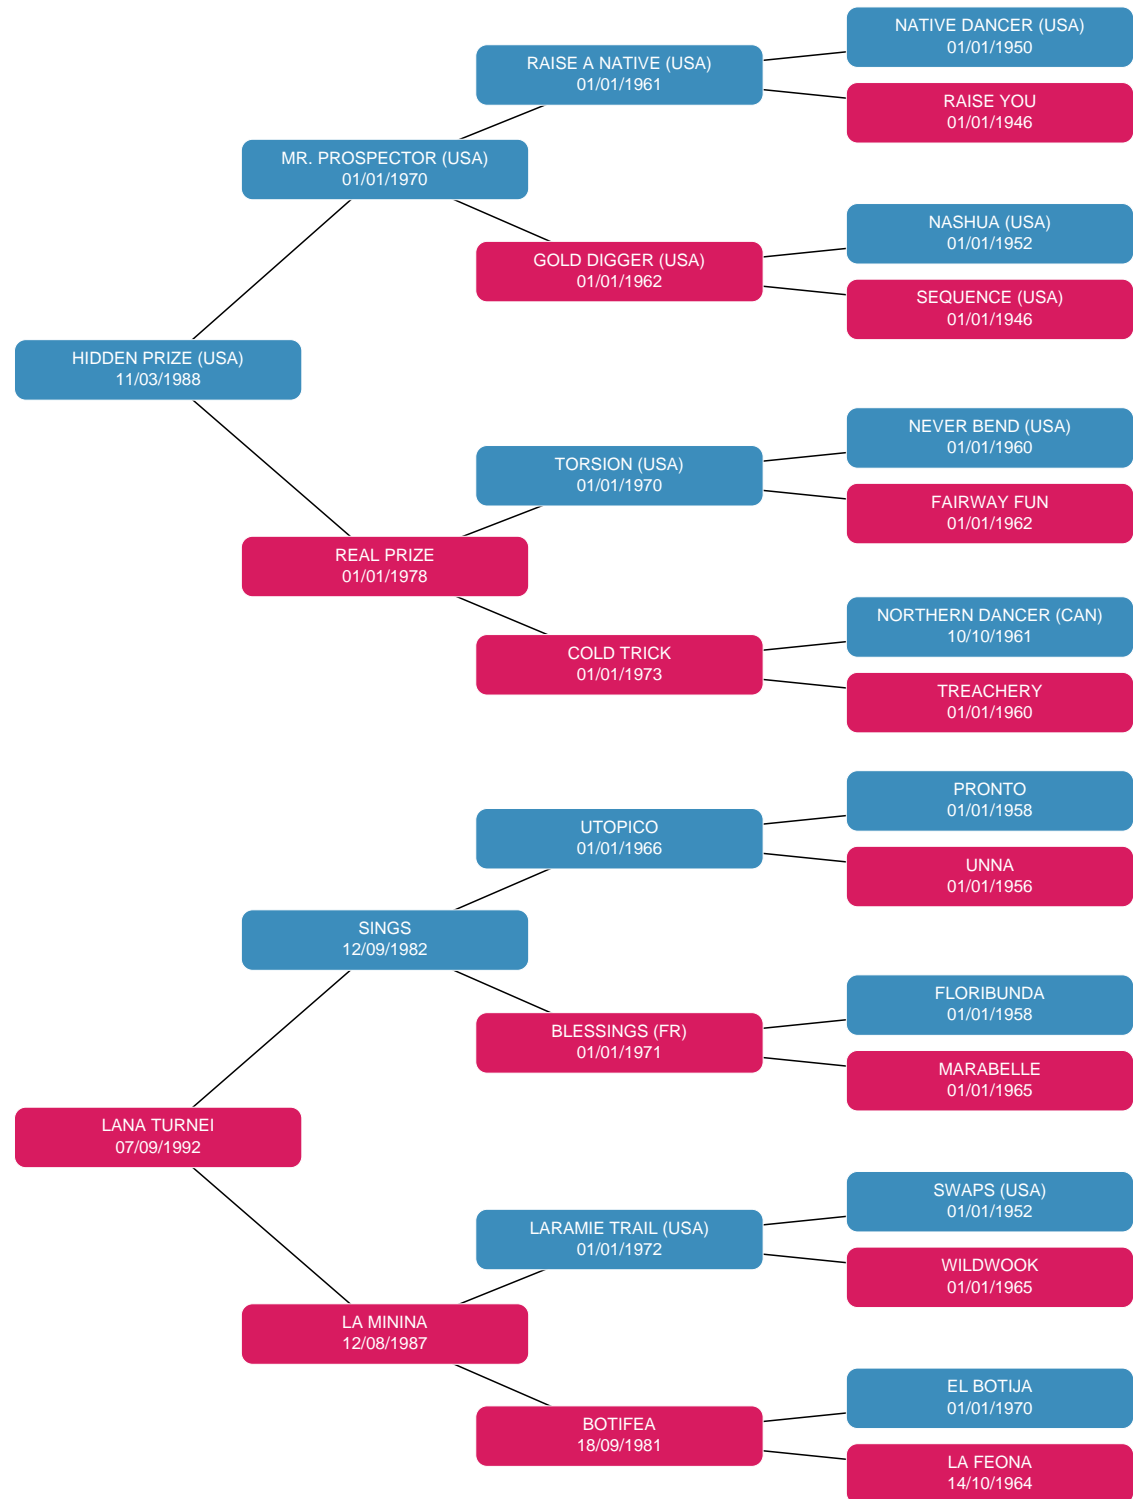 NATIVE DANCER (USA)
01/01/1950
RAISE A NATIVE (USA)
01/01/1961
RAISE YOU
01/01/1946
MR. PROSPECTOR (USA)
01/01/1970
NASHUA (USA)
01/01/1952
GOLD DIGGER (USA)
01/01/1962
SEQUENCE (USA)
01/01/1946
HIDDEN PRIZE (USA)
11/03/1988
NEVER BEND (USA)
01/01/1960
TORSION (USA)
01/01/1970
FAIRWAY FUN
01/01/1962
REAL PRIZE
01/01/1978
NORTHERN DANCER (CAN)
10/10/1961
COLD TRICK
01/01/1973
TREACHERY
01/01/1960
PRONTO
01/01/1958
UTOPICO
01/01/1966
UNNA
01/01/1956
SINGS
12/09/1982
FLORIBUNDA
01/01/1958
BLESSINGS (FR)
01/01/1971
MARABELLE
01/01/1965
LANA TURNEI
07/09/1992
SWAPS (USA)
01/01/1952
LARAMIE TRAIL (USA)
01/01/1972
WILDWOOK
01/01/1965
LA MININA
12/08/1987
EL BOTIJA
01/01/1970
BOTIFEA
18/09/1981
LA FEONA
14/10/1964